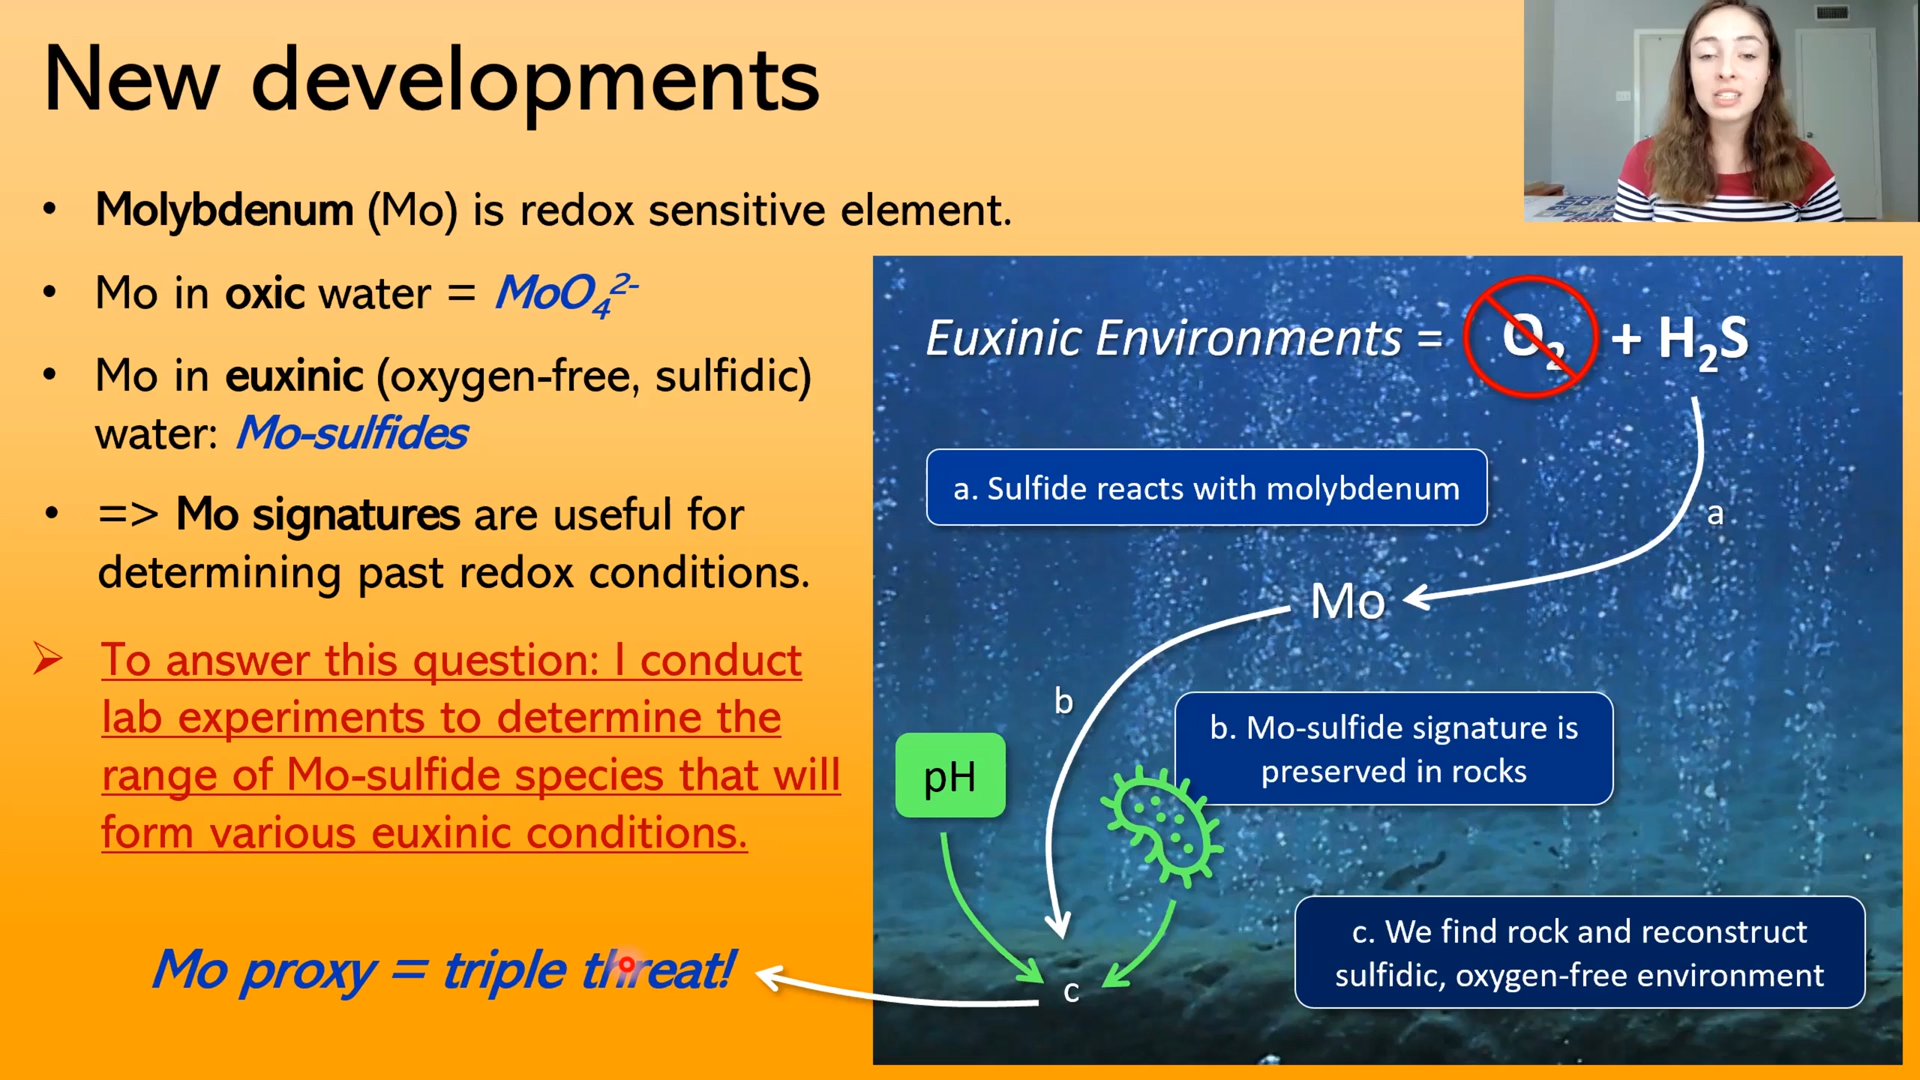 New developments
• Molybdenum (Mo) is redox sensitive element.
• Mo in oxic water = MoO₄²⁻
• Mo in euxinic (oxygen-free, sulfidic)
water: Mo-sulfides
• => Mo signatures are useful for
determining past redox conditions.
➢ To answer this question: I conduct
lab experiments to determine the
range of Mo-sulfide species that will
form various euxinic conditions.
Mo proxy = triple threat!
Euxinic Environments = O₂ + H₂S
a. Sulfide reacts with molybdenum
a
Mo
b
b. Mo-sulfide signature is
preserved in rocks
pH
c. We find rock and reconstruct
sulfidic, oxygen-free environment
c